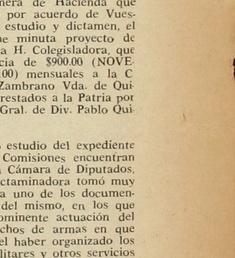 nera de Hacienda que
por acuerdo de Vues-
estudio y dictamen, el
minuta proyecto de
a H. Colegisladora, que
cia de $900.00 (NOVE-
00) mensuales a la C
Zambrano Vda. de Qui-
restados a la Patria por
Gral. de Div. Pablo Qui-
estudio del expediente
Comisiones encuentran
Cámara de Diputados,
ctaminadora tomó muy
a uno de los documen-
del mismo, en los que
ominente actuación del
chos de armas en que
el haber organizado los
litares y otros servicios